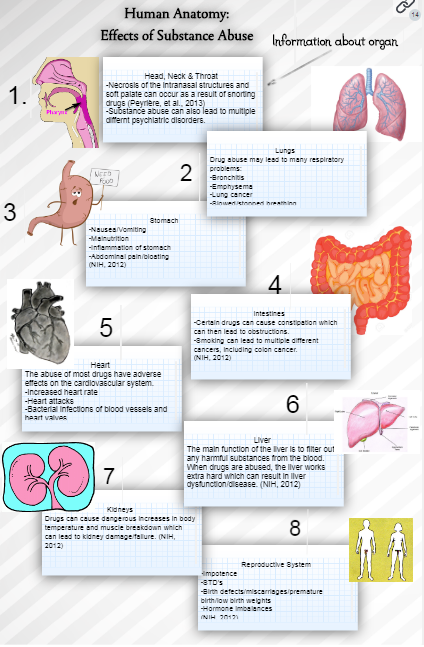 Human Anatomy:
Effects of Substance Abuse
14
Information about organ
1.
Pharynx
Head, Neck & Throat
-Necrosis of the intranasal structures and
soft palate can occur as a result of snorting
drugs (Peyrière, et al., 2013)
-Substance abuse can also lead to multiple
differnt psychiatric disorders.
2
Lungs
Drug abuse may lead to many respiratory
problems:
-Bronchitis
-Emphysema
-Lung cancer
-Slowed/stopped breathing
NEED
FOOD
3
Stomach
-Nausea/Vomiting
-Malnutrition
-Inflammation of stomach
-Abdominal pain/bloating
(NIH, 2012)
4
Intestines
-Certain drugs can cause constipation which
can then lead to obstructions.
-Smoking can lead to multiple different
cancers, including colon cancer.
(NIH, 2012)
5
Heart
The abuse of most drugs have adverse
effects on the cardiovascular system.
-Increased heart rate
-Heart attacks
-Bacterial infections of blood vessels and
heart valves
6
Liver
The main function of the liver is to filter out
any harmful substances from the blood.
When drugs are abused, the liver works
extra hard which can result in liver
dysfunction/disease. (NIH, 2012)
7
Kidneys
Drugs can cause dangerous increases in body
temperature and muscle breakdown which
can lead to kidney damage/failure. (NIH,
2012)
8
Reproductive System
-Impotence
-STD's
-Birth defects/miscarriages/premature
birth/low birth weights
-Hormone imbalances
(NIH, 2012)